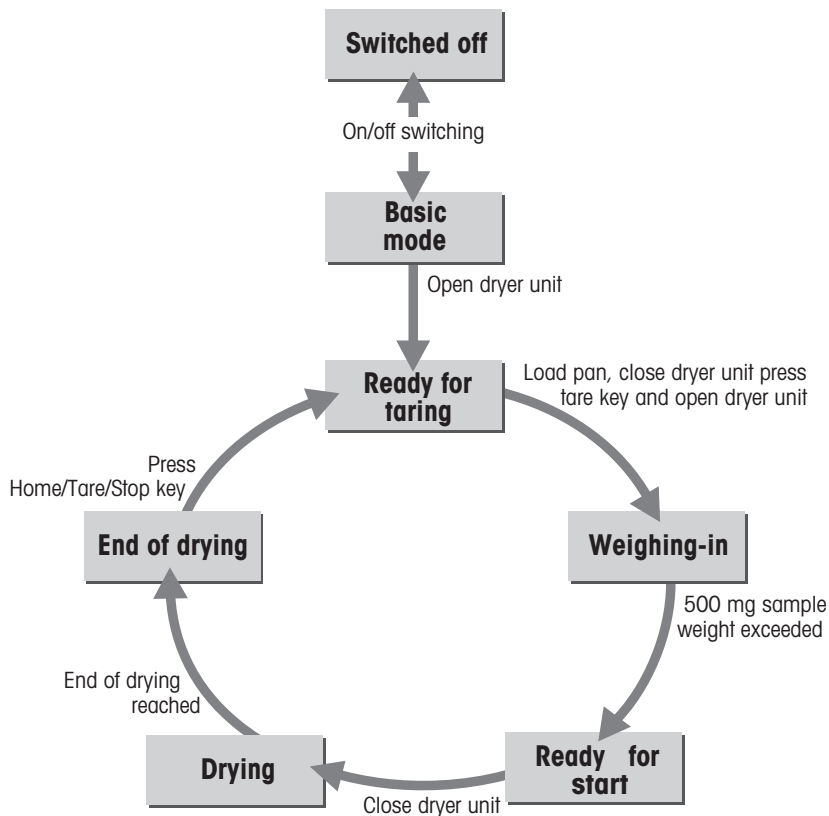 Switched off
On/off switching
Basic
mode
Open dryer unit
Ready for
taring
Load pan, close dryer unit press
tare key and open dryer unit
Press
Home/Tare/Stop key
End of drying
Weighing-in
500 mg sample
weight exceeded
End of drying
reached
Drying
Ready for
start
Close dryer unit